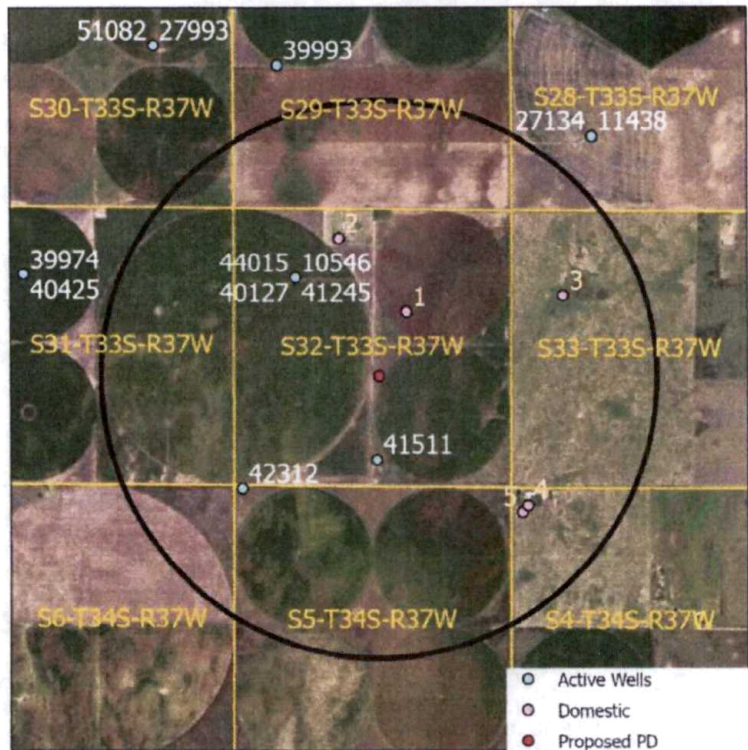 51082 27993
39993
S30-T33S-R37W
S29-T33S-R37W
S28-T33S-R37W
27134 11438
2
39974
40425
44015 10546
40127 41245
1
3
S31-T33S-R37W
S32-T33S-R37W
S33-T33S-R37W
41511
42312
5
4
S6-T34S-R37W
S5-T34S-R37W
S4-T34S-R37W
Active Wells
Domestic
Proposed PD